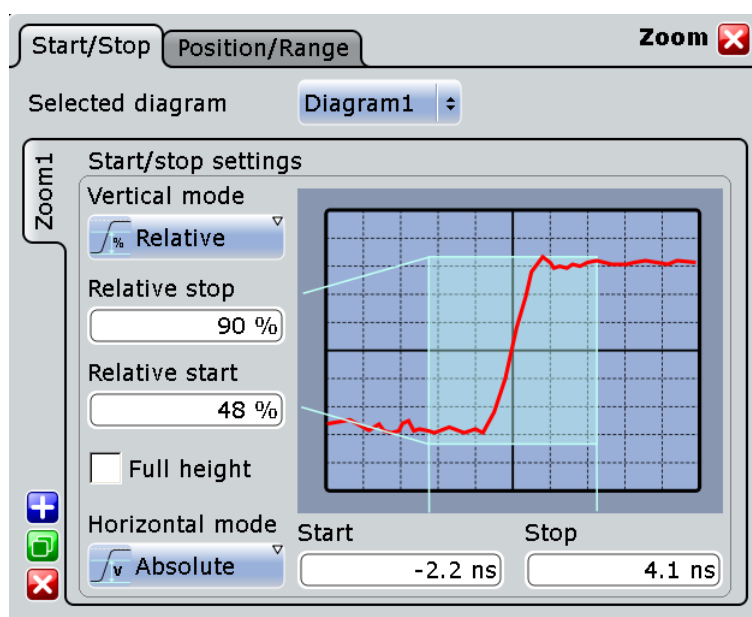 Start/Stop Position/Range Zoom
Selected diagram Diagram1
Zoom1
Start/stop settings
Vertical mode
% Relative
Relative stop
90 %
Relative start
48 %
Full height
Horizontal mode
V Absolute
Start Stop
-2.2 ns 4.1 ns